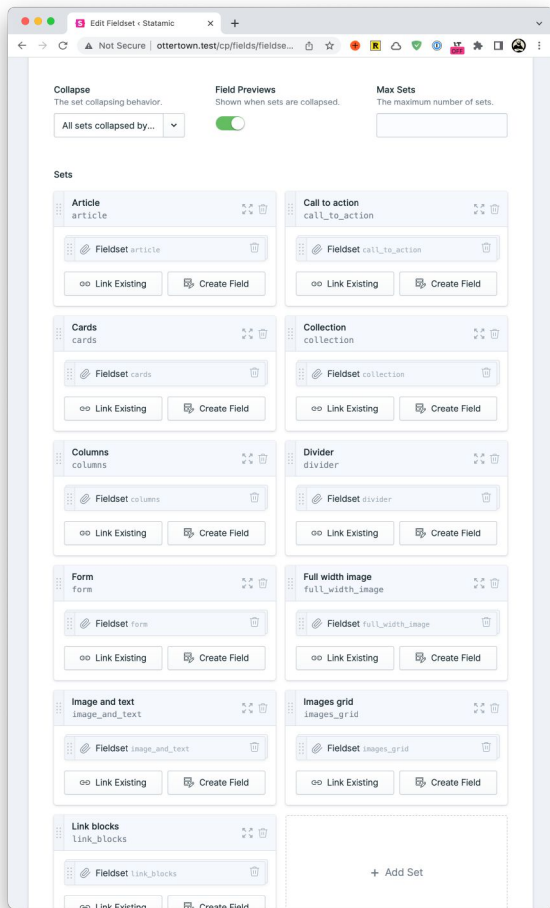 Edit Fieldset ‹ Statamic
Not Secure | ottertown.test/cp/fields/fieldse...
Collapse
The set collapsing behavior.
All sets collapsed by...
Field Previews
Shown when sets are collapsed.
Max Sets
The maximum number of sets.
Sets
Article
article
Fieldset article
Link Existing
Create Field
Call to action
call_to_action
Fieldset call_to_action
Link Existing
Create Field
Cards
cards
Fieldset cards
Link Existing
Create Field
Collection
collection
Fieldset collection
Link Existing
Create Field
Columns
columns
Fieldset columns
Link Existing
Create Field
Divider
divider
Fieldset divider
Link Existing
Create Field
Form
form
Fieldset form
Link Existing
Create Field
Full width image
full_width_image
Fieldset full_width_image
Link Existing
Create Field
Image and text
image_and_text
Fieldset image_and_text
Link Existing
Create Field
Images grid
images_grid
Fieldset images_grid
Link Existing
Create Field
Link blocks
link_blocks
Fieldset link_blocks
Link Existing
Create Field
+ Add Set